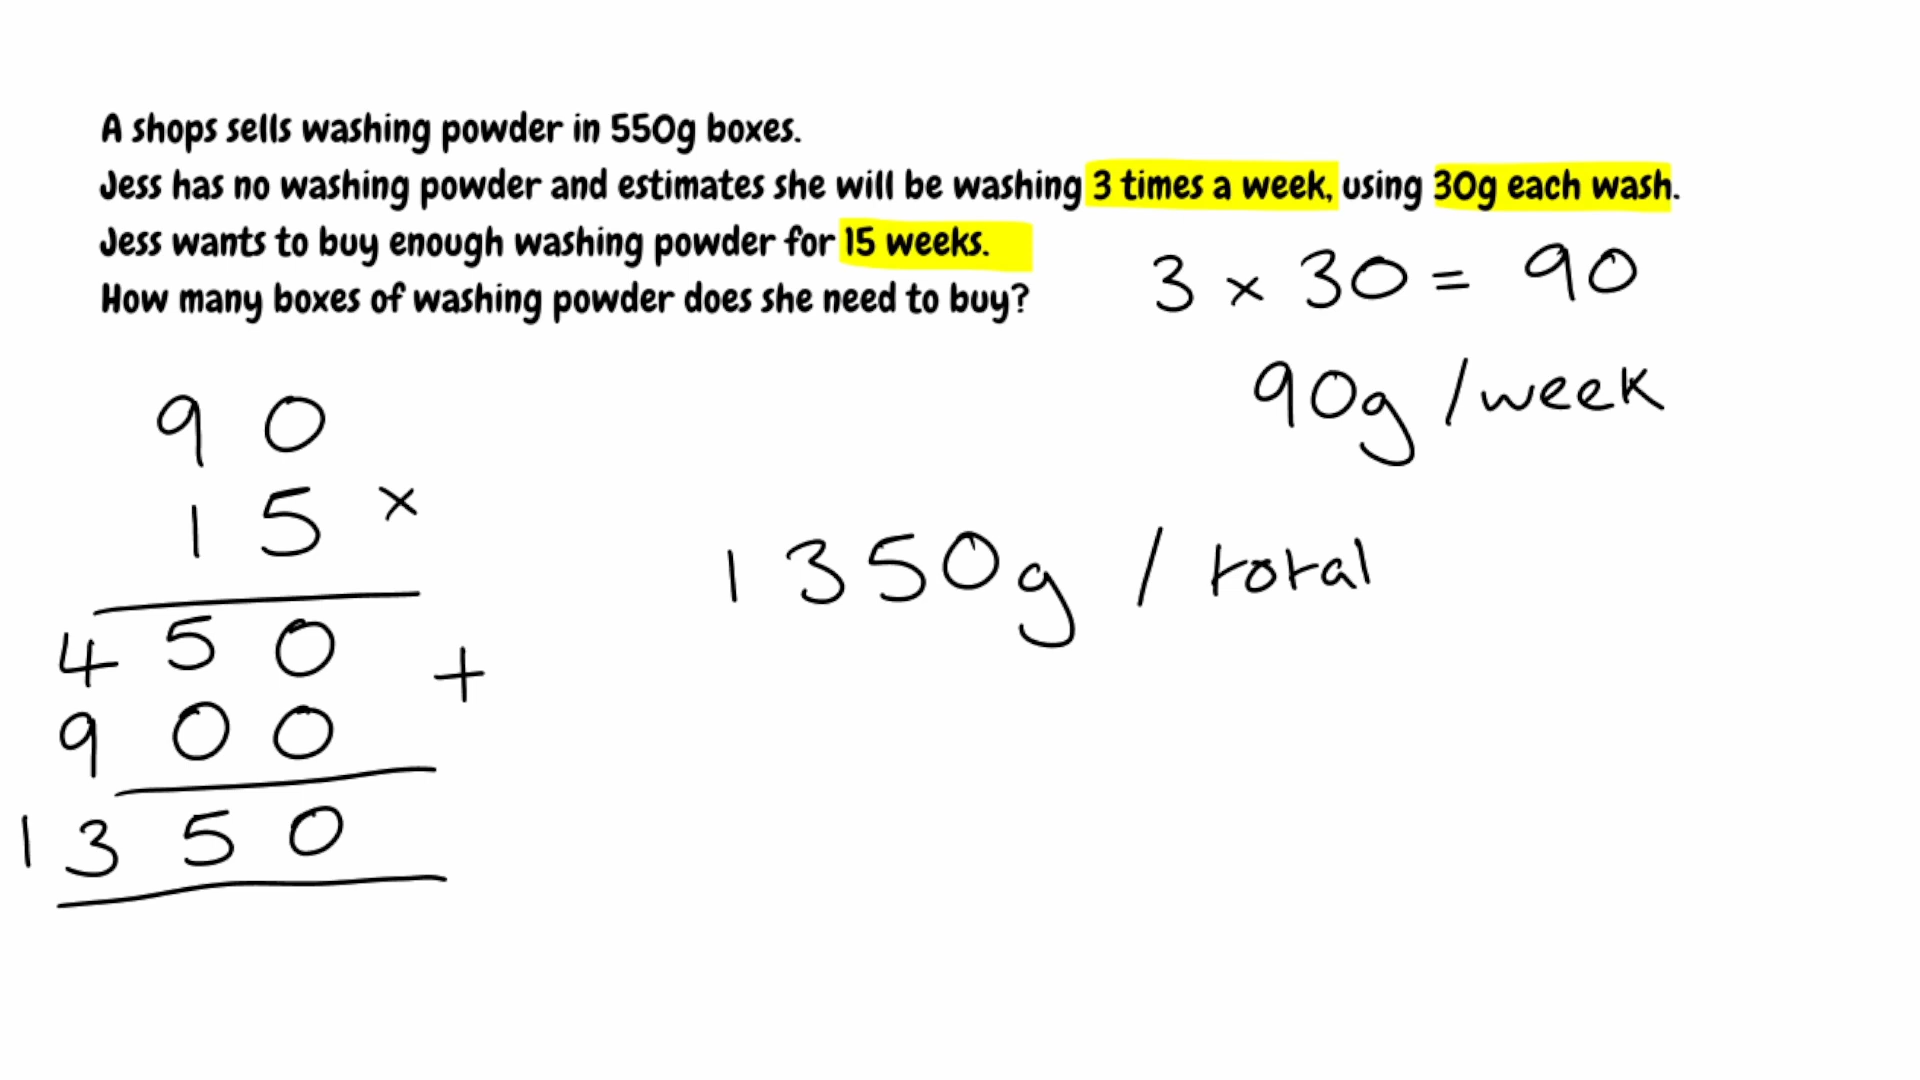 A shops sells washing powder in 550g boxes.
Jess has no washing powder and estimates she will be washing 3 times a week, using 30g each wash.
Jess wants to buy enough washing powder for 15 weeks.
How many boxes of washing powder does she need to buy?
3 x 30 = 90
90g /week
90
15 x
450 +
900
1350
1350g / total